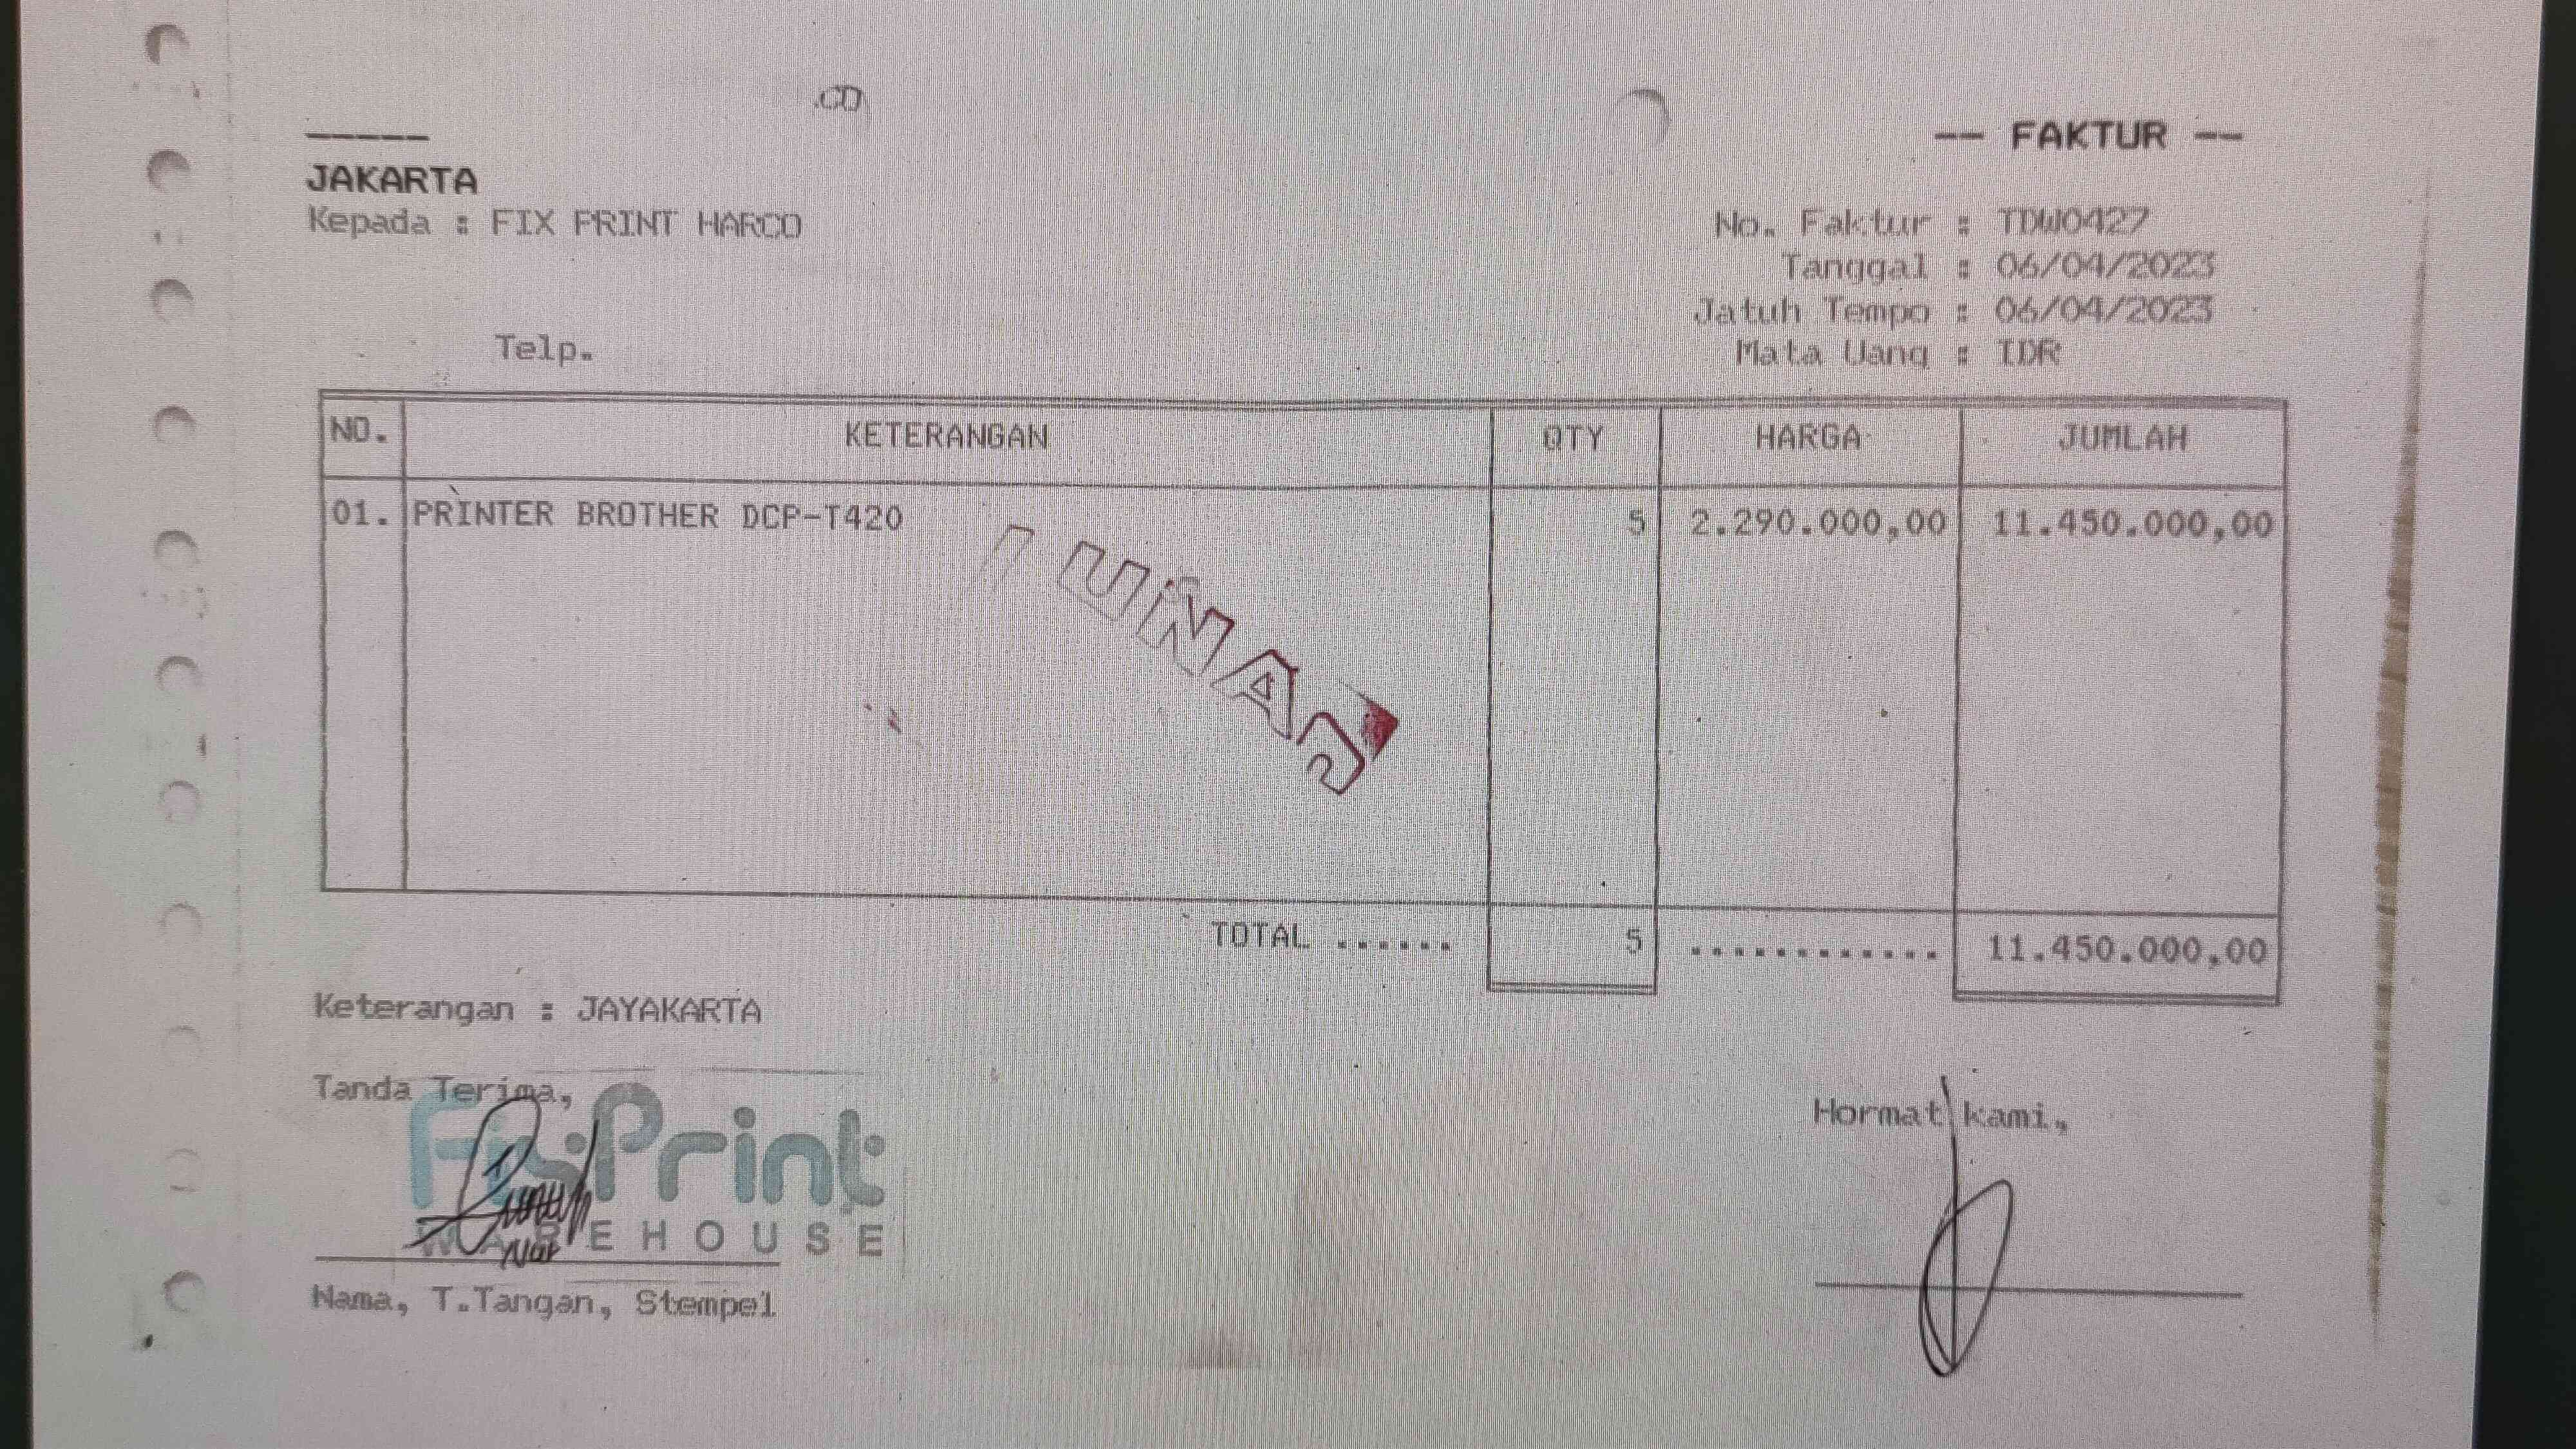 .CD
-----
-- FAKTUR --
JAKARTA
Kepada : FIX PRINT HARCO
No. Faktur : TDW0427
Tanggal : 06/04/2023
Jatuh Tempo : 06/04/2023
Telp.
Mata Uang : IDR
NO. KETERANGAN QTY HARGA JUMLAH
01. PRINTER BROTHER DCP-T420 5 2.290.000,00 11.450.000,00
TOTAL ...... 5 ............ 11.450.000,00
Keterangan : JAYAKARTA
Tanda Terima,
Hormat kami,
FixPrint
WAREHOUSE
Nama, T.Tangan, Stempel